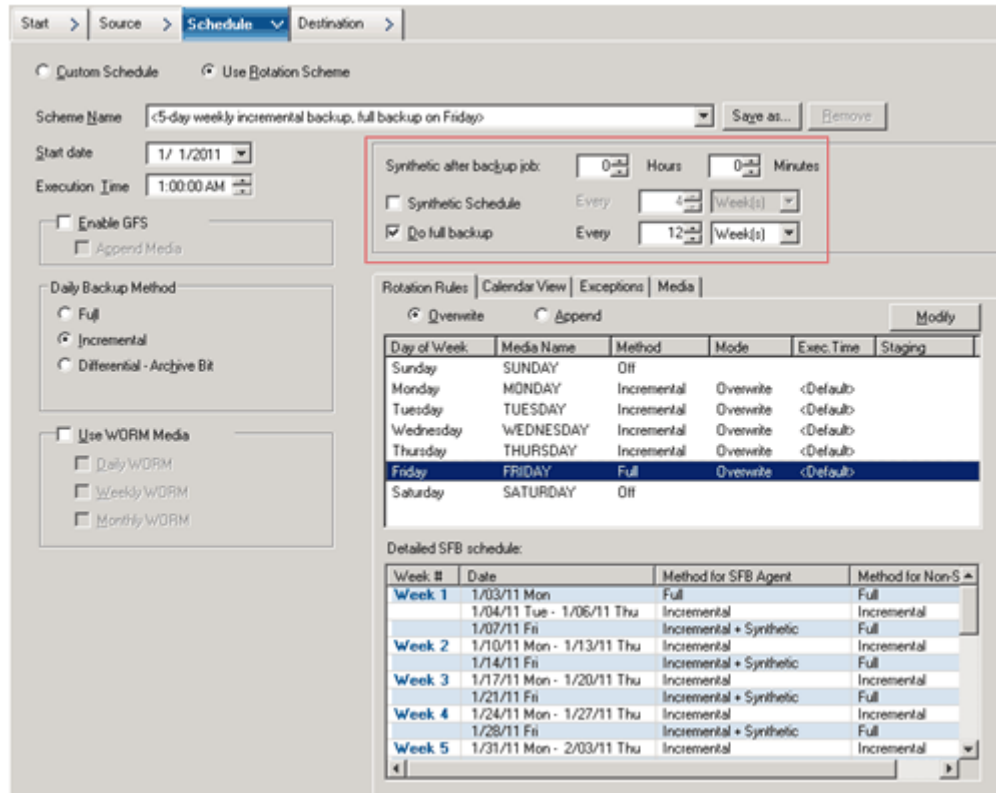 Start > Source > Schedule Destination >
Custom Schedule Use Rotation Scheme
Scheme Name <5-day weekly incremental backup, full backup on Friday> Save as... Remove
Start date 1/ 1/2011
Execution Time 1:00:00 AM
Synthetic after backup job: 0 Hours 0 Minutes
Synthetic Schedule Every 4 Week(s)
Do full backup Every 12 Week(s)
Enable GFS
Append Media
Daily Backup Method
Full
Incremental
Differential - Archive Bit
Use WORM Media
Daily WORM
Weekly WORM
Monthly WORM
Rotation Rules Calendar View Exceptions Media
Overwrite Append Modify
Day of Week Media Name Method Mode Exec.Time Staging
Sunday SUNDAY Off
Monday MONDAY Incremental Overwrite <Default>
Tuesday TUESDAY Incremental Overwrite <Default>
Wednesday WEDNESDAY Incremental Overwrite <Default>
Thursday THURSDAY Incremental Overwrite <Default>
Friday FRIDAY Full Overwrite <Default>
Saturday SATURDAY Off
Detailed SFB schedule:
Week # Date Method for SFB Agent Method for Non-S
Week 1 1/03/11 Mon Full Full
1/04/11 Tue - 1/06/11 Thu Incremental Incremental
1/07/11 Fri Incremental + Synthetic Full
Week 2 1/10/11 Mon - 1/13/11 Thu Incremental Incremental
1/14/11 Fri Incremental + Synthetic Full
Week 3 1/17/11 Mon - 1/20/11 Thu Incremental Incremental
1/21/11 Fri Incremental + Synthetic Full
Week 4 1/24/11 Mon - 1/27/11 Thu Incremental Incremental
1/28/11 Fri Incremental + Synthetic Full
Week 5 1/31/11 Mon - 2/03/11 Thu Incremental Incremental